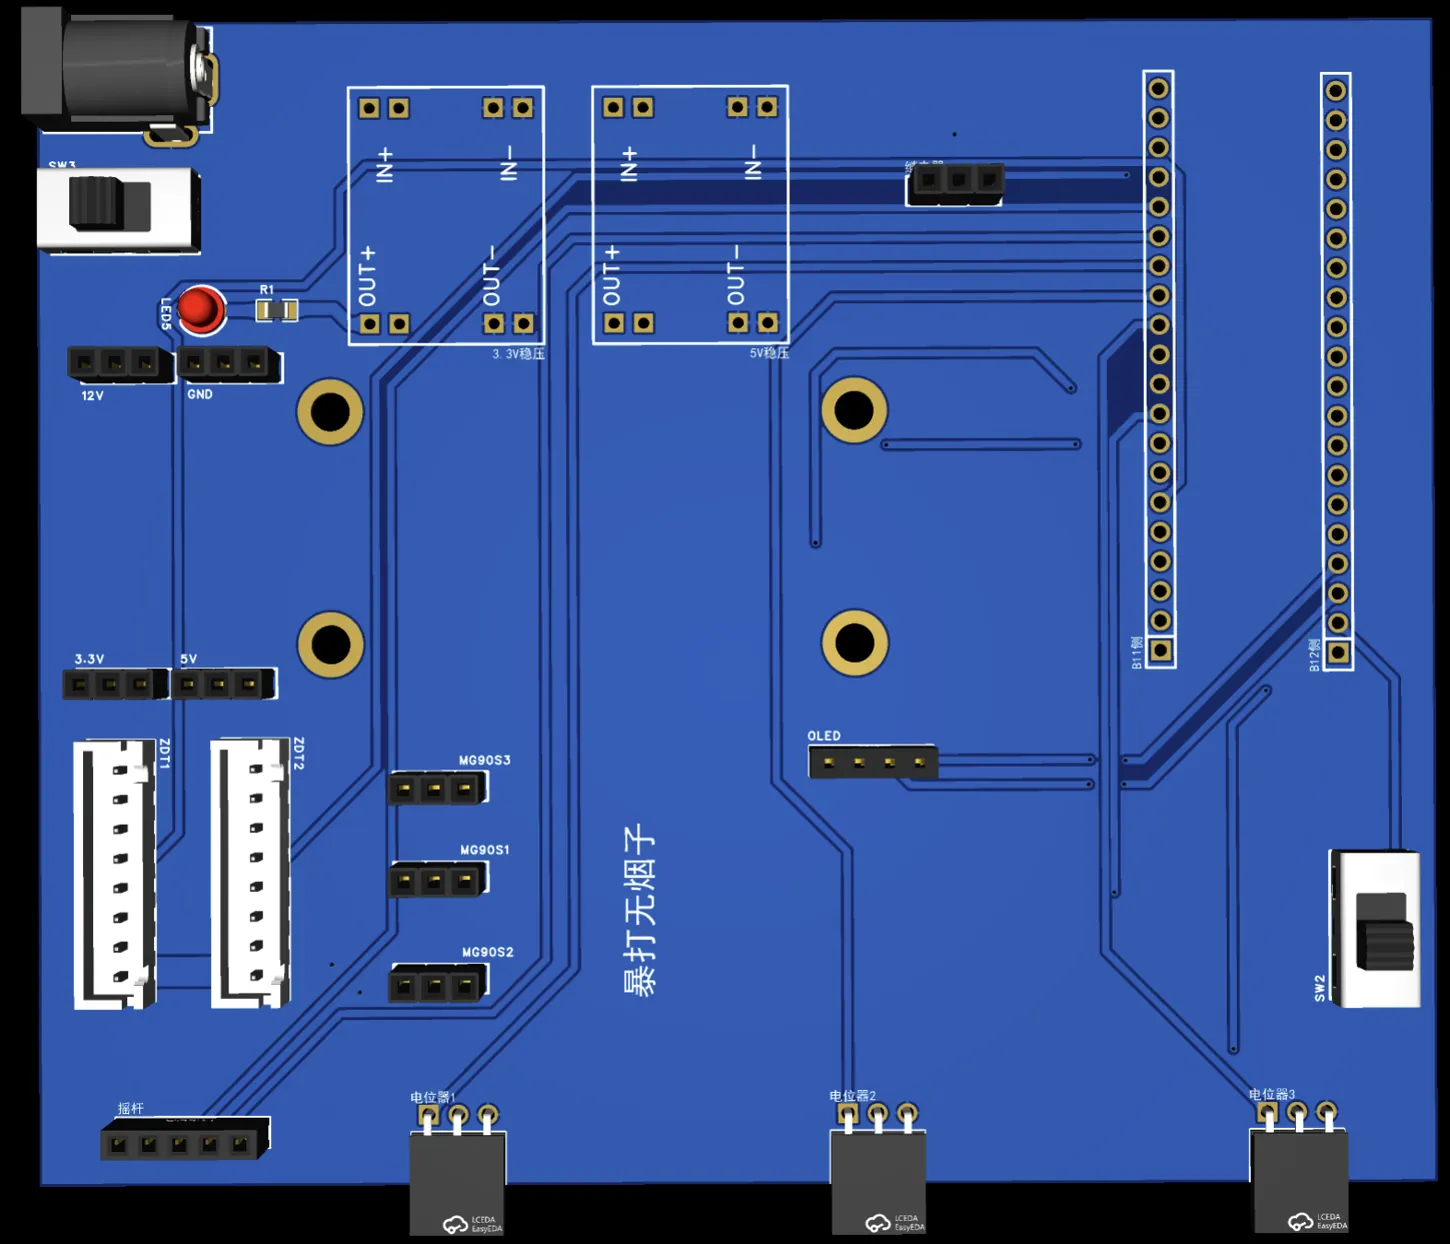 SW3
IN+
IN-
IN+
IN-
OUT+
OUT-
OUT+
OUT-
LED5
R1
3.3V稳压
5V稳压
12V
GND
3.3V
5V
B11侧
B12侧
ZDT1
ZDT2
OLED
MG90S3
MG90S1
MG90S2
暴打无烟子
SW2
摇杆
电位器1
电位器2
电位器3
LCEDA
EasyEDA
LCEDA
EasyEDA
LCEDA
EasyEDA